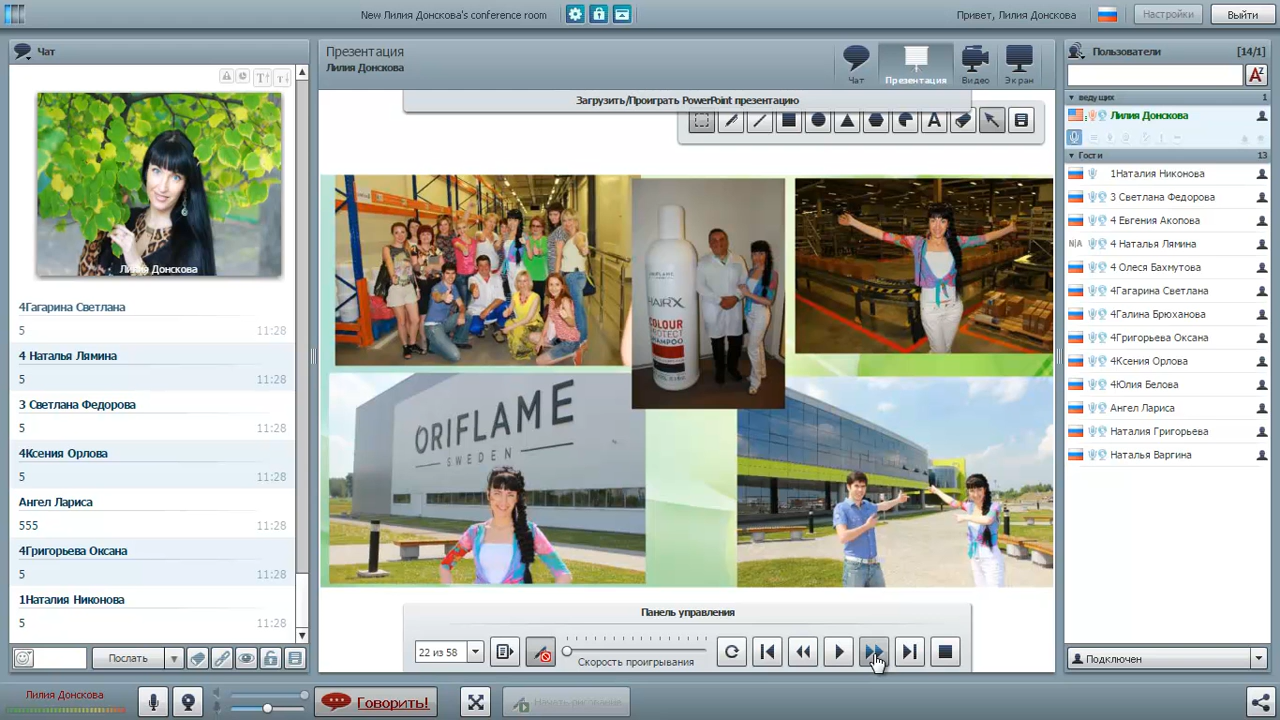 New Лилия Донскова's conference room
Привет, Лилия Донскова
Настройки
Выйти
Чат
Лилия Донскова
4Гагарина Светлана
5
11:28
4 Наталья Лямина
5
11:28
3 Светлана Федорова
5
11:28
4Ксения Орлова
5
11:28
Ангел Лариса
555
11:28
4Григорьева Оксана
5
11:28
1Наталия Никонова
5
11:28
Послать
Презентация
Лилия Донскова
Чат
Презентация
Видео
Экран
Загрузить/Проиграть PowerPoint презентацию
A
ORIFLAME
HAIRX
COLOUR
PROTECT
SHAMPOO
ORIFLAME
SWEDEN
Панель управления
22 из 58
Скорость проигрывания
Пользователи
[14/1]
AZ
ведущих
1
Лилия Донскова
Гости
13
1Наталия Никонова
3 Светлана Федорова
4 Евгения Акопова
N/A
4 Наталья Лямина
4 Олеся Бахмутова
4Гагарина Светлана
4Галина Брюханова
4Григорьева Оксана
4Ксения Орлова
4Юлия Белова
Ангел Лариса
Наталия Григорьева
Наталья Варгина
Подключен
Лилия Донскова
Говорить!